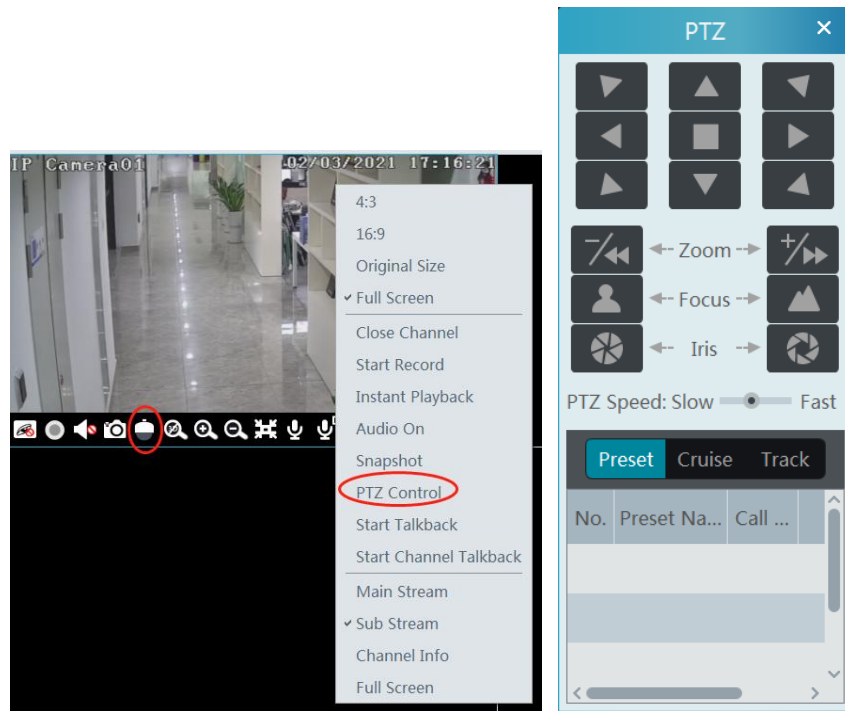 IP Camera01
02/03/2021 17:16:21
4:3
16:9
Original Size
Full Screen
Close Channel
Start Record
Instant Playback
Audio On
Snapshot
PTZ Control
Start Talkback
Start Channel Talkback
Main Stream
Sub Stream
Channel Info
Full Screen
PTZ
Zoom
Focus
Iris
PTZ Speed: Slow Fast
Preset Cruise Track
No. Preset Na... Call ...